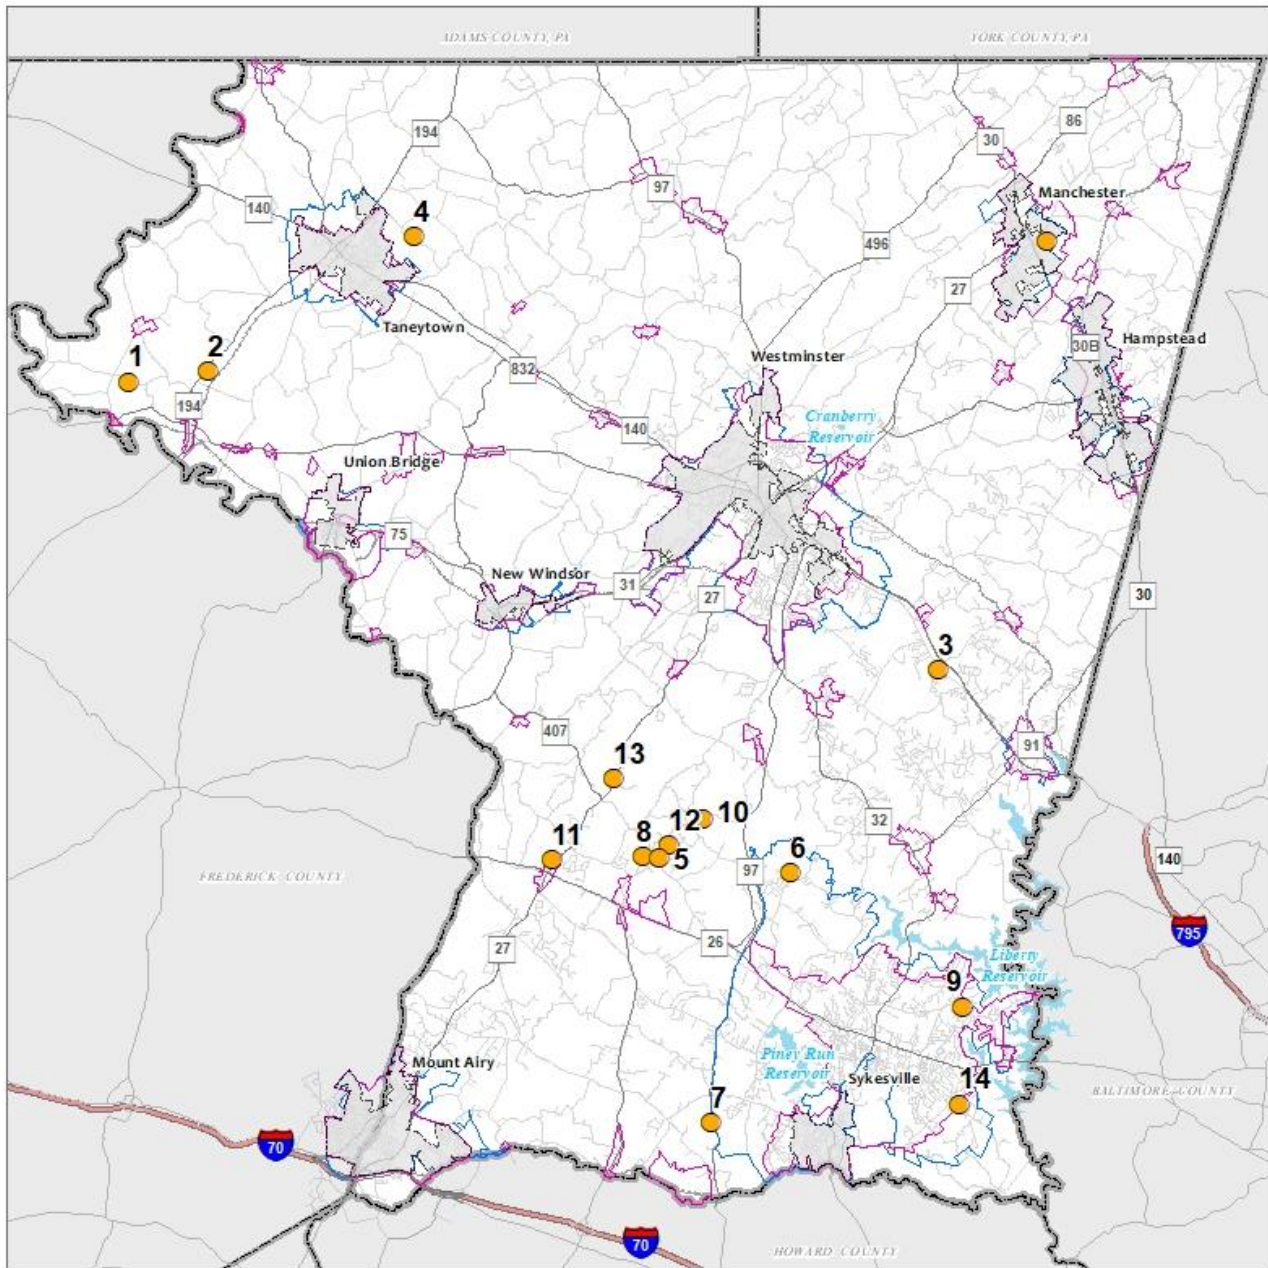 ADAMS COUNTY, PA
YORK COUNTY, PA
194
30
86
97
Manchester
140
4
496
27
Taneytown
Hampstead
30B
Westminster
1
2
832
194
Cranberry
Reservoir
140
Union Bridge
75
New Windsor
31
27
30
3
407
91
13
12
10
32
11
8
5
6
140
97
FREDERICK COUNTY
795
27
26
Liberty
Reservoir
9
Piney Run
Reservoir
Mount Airy
Sykesville
14
BALTIMORE COUNTY
7
70
70
HOWARD COUNTY